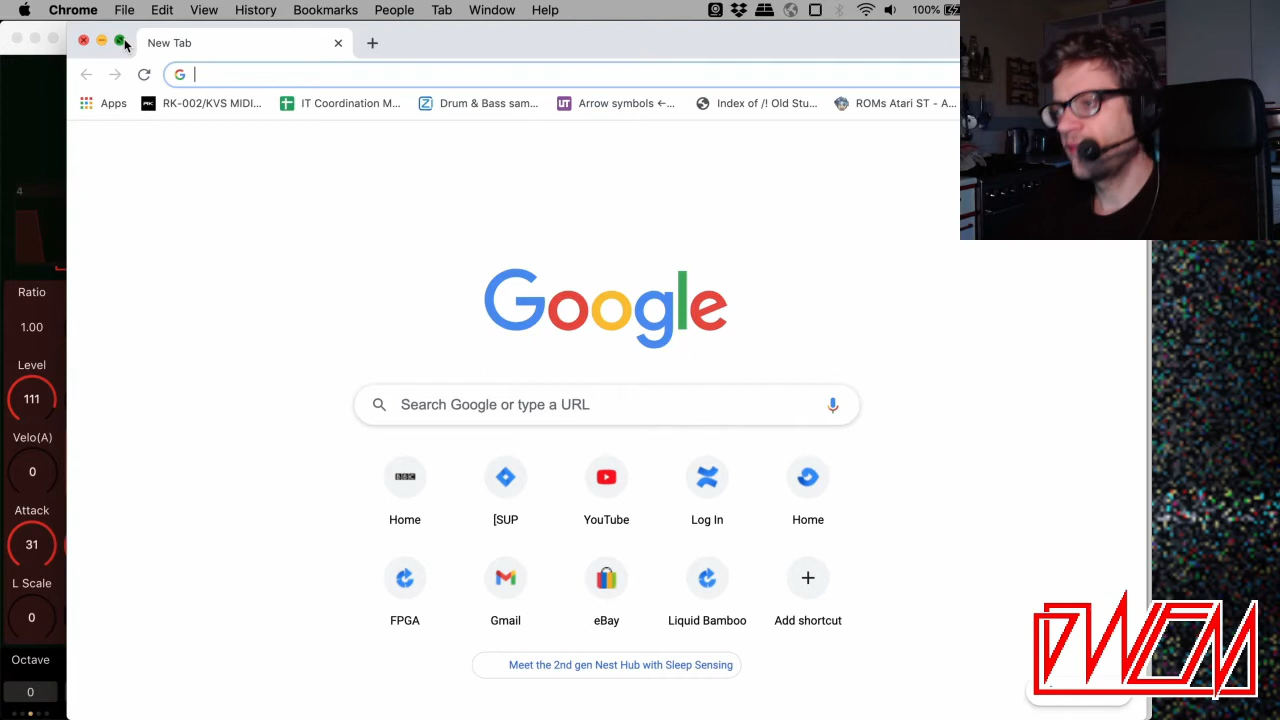 Chrome File Edit View History Bookmarks People Tab Window Help 100%
New Tab
Apps RK-002/KVS MIDI... IT Coordination M... Drum & Bass sam... Arrow symbols ←... Index of /! Old Stu... ROMs Atari ST - A...
4
Google
Ratio
1.00
Level
111
Search Google or type a URL
Velo(A)
0
BBC
Attack
Home [SUP YouTube Log In Home
31
L Scale
0
FPGA Gmail eBay Liquid Bamboo Add shortcut
Octave
Meet the 2nd gen Nest Hub with Sleep Sensing
0